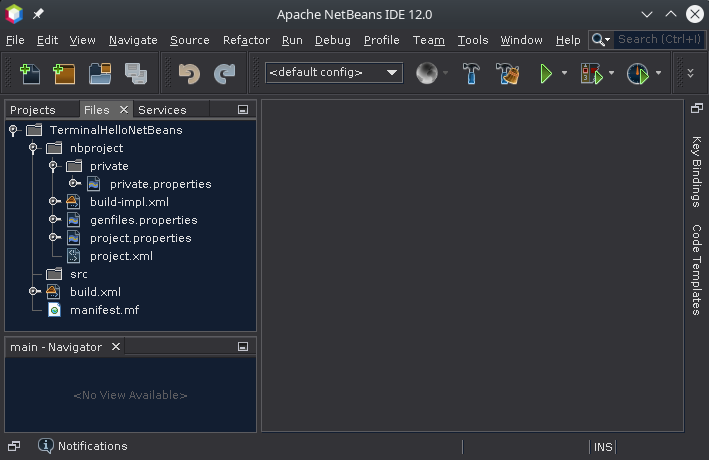 Apache NetBeans IDE 12.0
File Edit View Navigate Source Refactor Run Debug Profile Team Tools Window Help Search (Ctrl+I)
<default config>
Projects Files Services
TerminalHelloNetBeans
nbproject
private
private.properties
build-impl.xml
genfiles.properties
project.properties
project.xml
src
build.xml
manifest.mf
Key Bindings
Code Templates
main - Navigator
<No View Available>
Notifications
INS